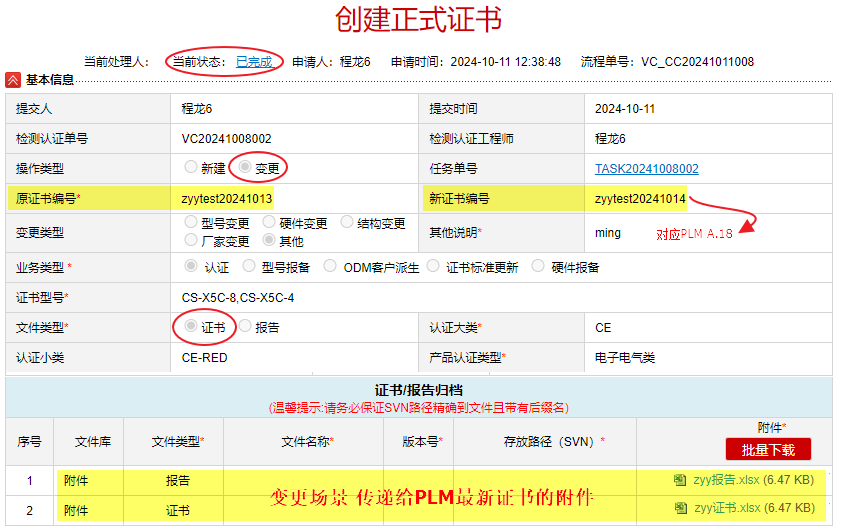 创建正式证书
当前处理人： 当前状态： 已完成 申请人：程龙6 申请时间：2024-10-11 12:38:48 流程单号：VC_CC20241011008
基本信息
提交人 程龙6 提交时间 2024-10-11
检测认证单号 VC20241008002 检测认证工程师 程龙6
操作类型 新建 变更 任务单号 TASK20241008002
原证书编号* zyytest20241013 新证书编号 zyytest20241014
变更类型 型号变更 硬件变更 结构变更
厂家变更 其他 其他说明* ming 对应PLM A.18
业务类型* 认证 型号报备 ODM客户派生 证书标准更新 硬件报备
证书型号* CS-X5C-8,CS-X5C-4
文件类型* 证书 报告 认证大类* CE
认证小类 CE-RED 产品认证类型* 电子电气类
证书/报告归档
(温馨提示:请务必保证SVN路径精确到文件且带有后缀名)
序号 文件库 文件类型* 文件名称* 版本号* 存放路径（SVN）* 附件*
批量下载
1 附件 报告 zyy报告.xlsx (6.47 KB)
变更场景 传递给PLM最新证书的附件
2 附件 证书 zyy证书.xlsx (6.47 KB)